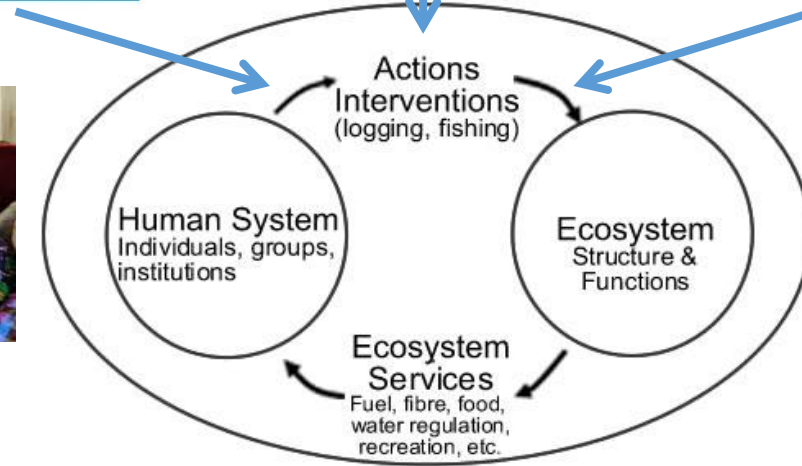 Actions
Interventions
(logging, fishing)
Human System
Individuals, groups,
institutions
Ecosystem
Structure &
Functions
Ecosystem
Services
Fuel, fibre, food,
water regulation,
recreation, etc.